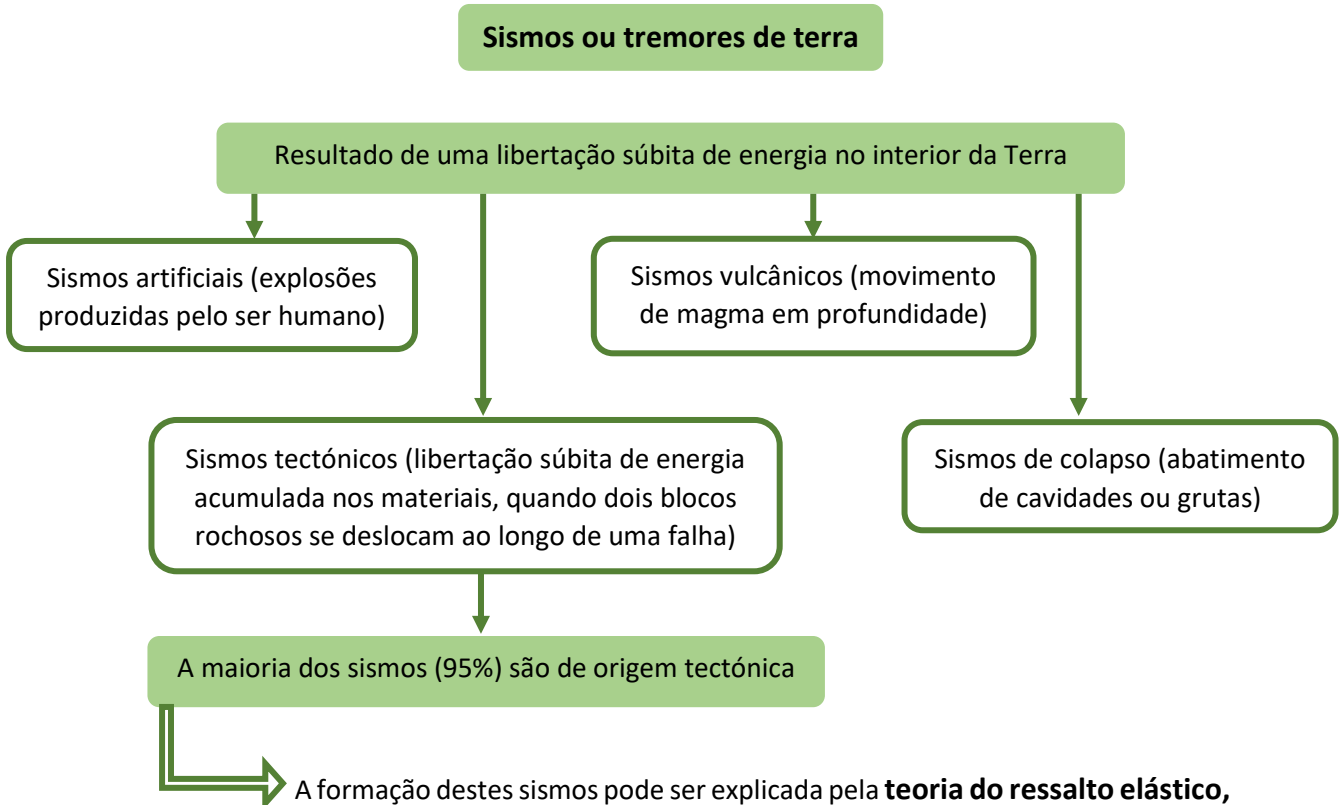 Sismos ou tremores de terra
Resultado de uma libertação súbita de energia no interior da Terra
Sismos artificiais (explosões
produzidas pelo ser humano)
Sismos vulcânicos (movimento
de magma em profundidade)
Sismos tectónicos (libertação súbita de energia
acumulada nos materiais, quando dois blocos
rochosos se deslocam ao longo de uma falha)
Sismos de colapso (abatimento
de cavidades ou grutas)
A maioria dos sismos (95%) são de origem tectónica
A formação destes sismos pode ser explicada pela teoria do ressalto elástico,